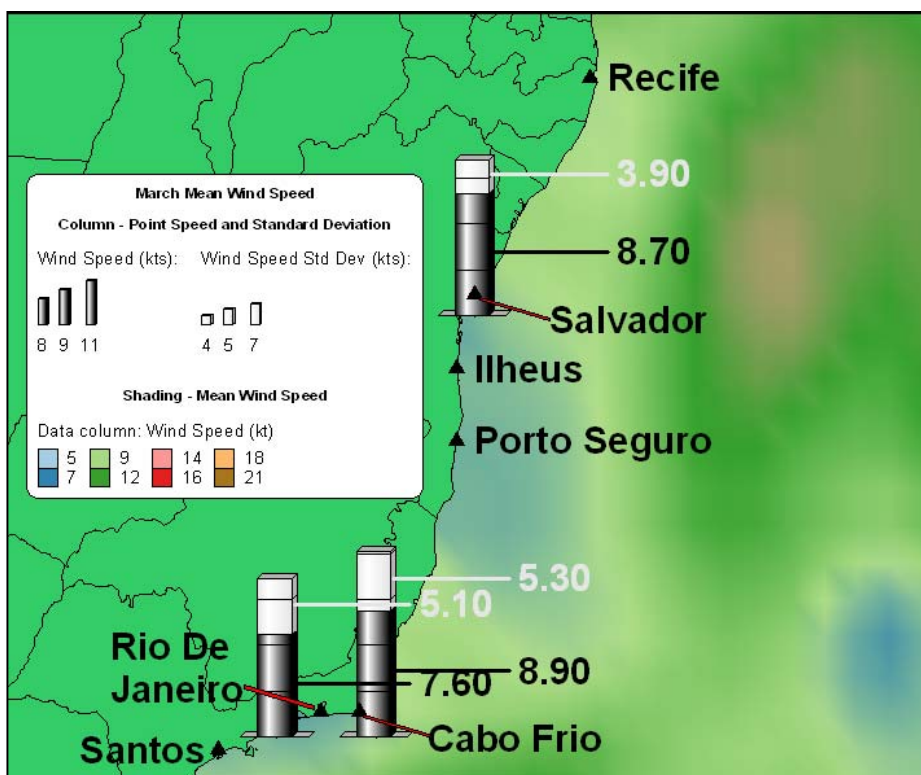 Recife
3.90
8.70
Salvador
Ilheus
Porto Seguro
March Mean Wind Speed
Column - Point Speed and Standard Deviation
Wind Speed (kts): Wind Speed Std Dev (kts):
8 9 11 4 5 7
Shading - Mean Wind Speed
Data column: Wind Speed (kt)
5 9 14 18
7 12 16 21
5.30
5.10
Rio De
Janeiro
7.60
8.90
Cabo Frio
Santos